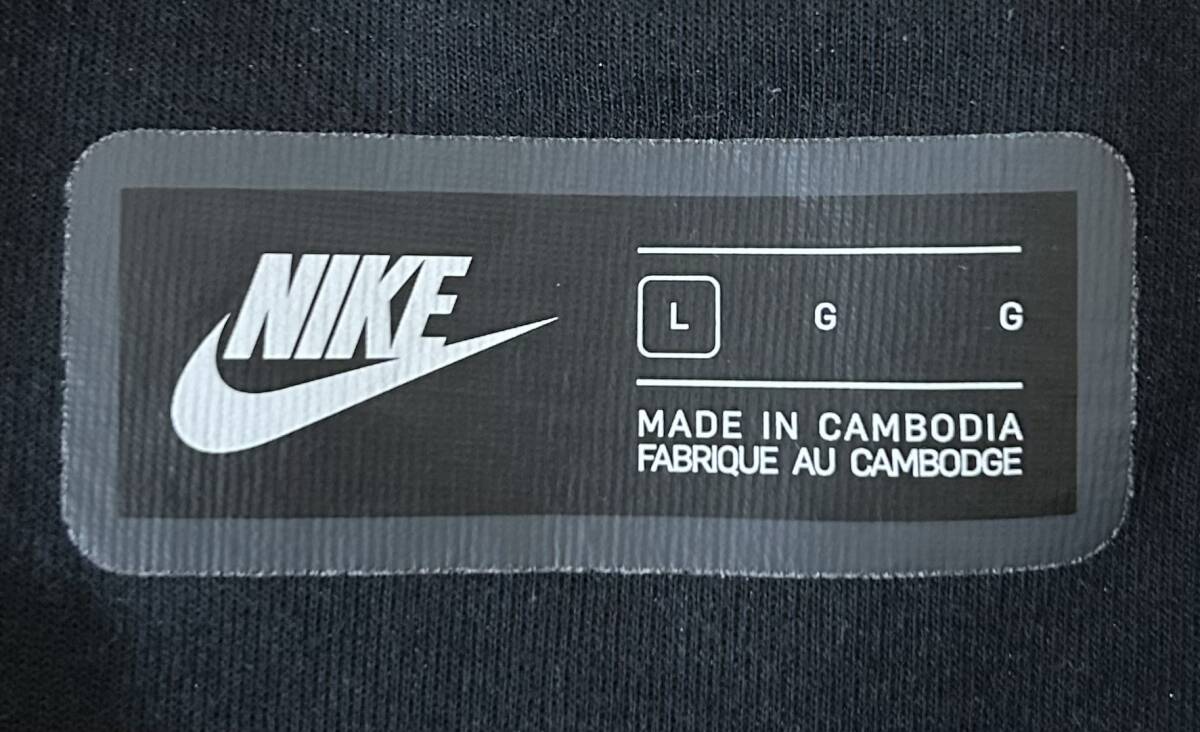 NIKE
L G G
MADE IN CAMBODIA
FABRIQUE AU CAMBODGE